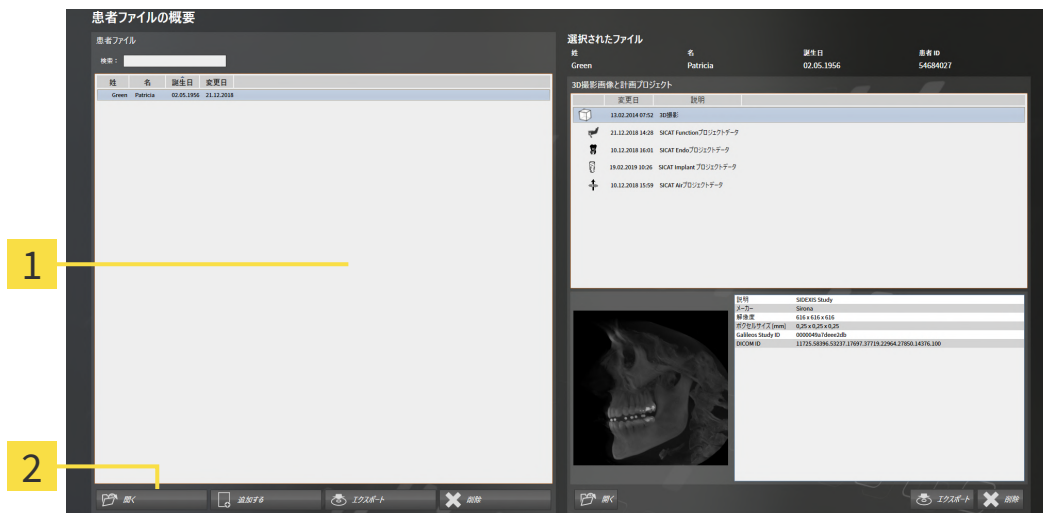 患者ファイルの概要
患者ファイル
検索：
姓 名 誕生日 変更日
Green Patricia 02.05.1956 21.12.2018
1
2
開く 追加する エクスポート 削除
選択されたファイル
姓 名 誕生日 患者 ID
Green Patricia 02.05.1956 54684027
3D撮影画像と計画プロジェクト
変更日 説明
13.02.2014 07:52 3D撮影
21.12.2018 14:28 SICAT Functionプロジェクトデータ
10.12.2018 16:01 SICAT Endoプロジェクトデータ
19.02.2019 10:26 SICAT Implant プロジェクトデータ
10.12.2018 15:59 SICAT Airプロジェクトデータ
説明 SIDEXIS Study
メーカー Sirona
解像度 616 x 616 x 616
ボクセルサイズ (mm) 0,25 x 0,25 x 0,25
Galileos Study ID 0000049a7deee2db
DICOM ID 11725.58396.53237.17697.37719.22964.27850.14376.100
開く エクスポート 削除